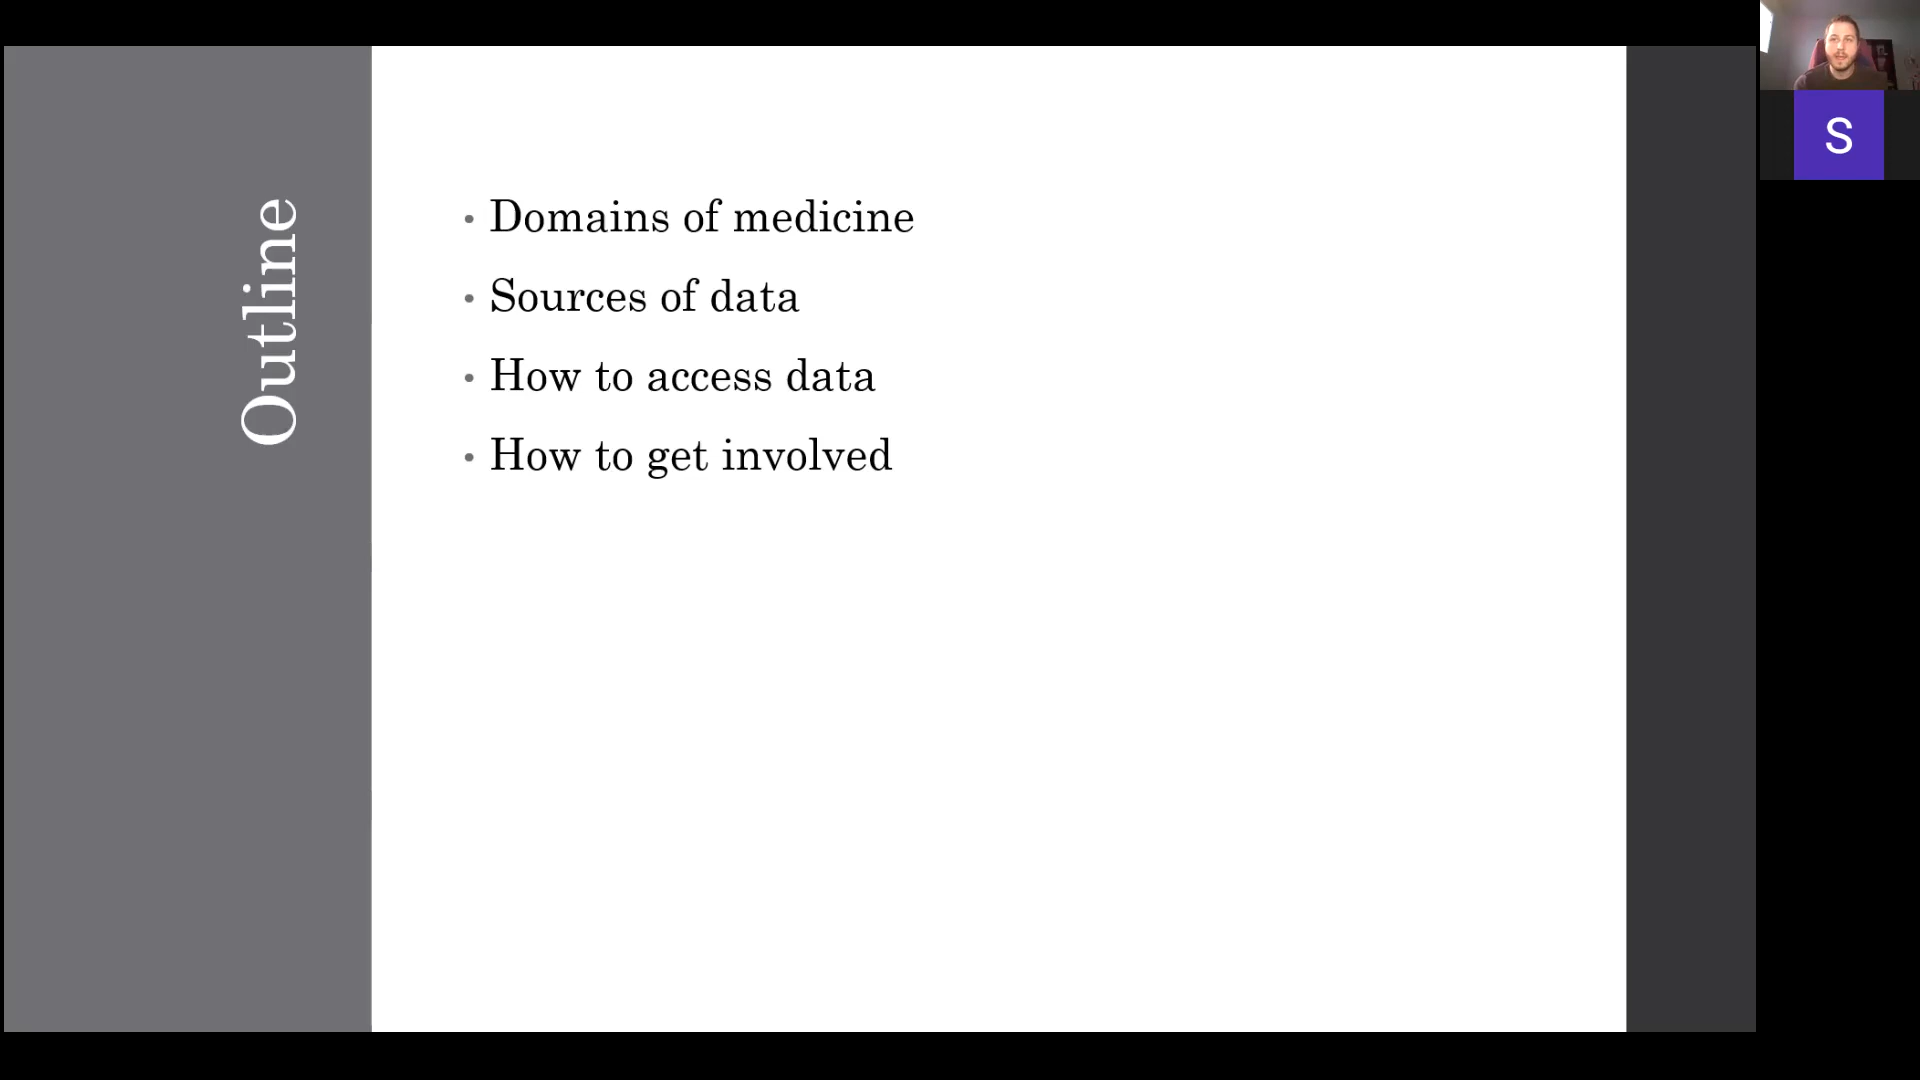 Outline
• Domains of medicine
• Sources of data
• How to access data
• How to get involved
S